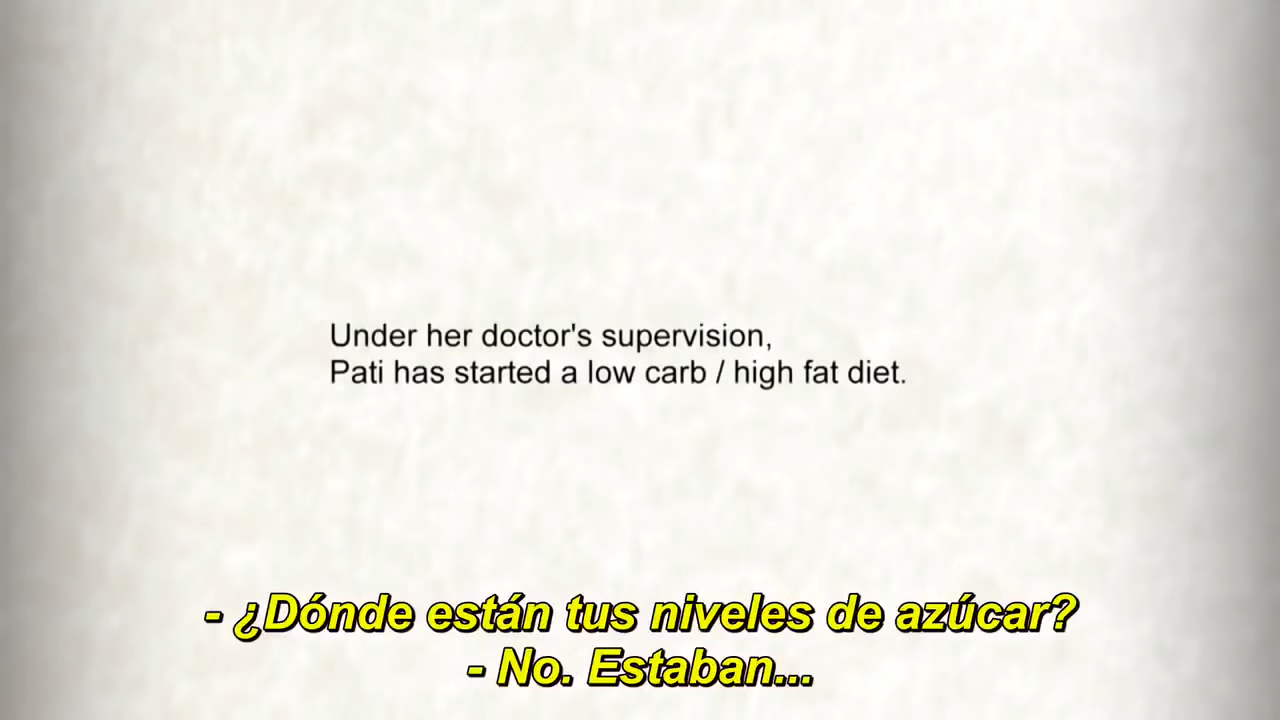 Under her doctor's supervision,
Pati has started a low carb / high fat diet.
- ¿Dónde están tus niveles de azúcar?
- No. Estaban...